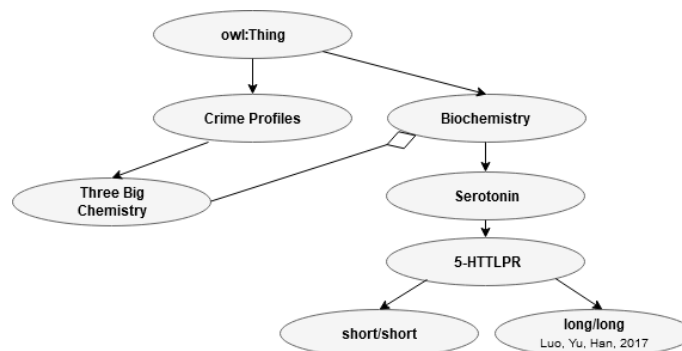 owl:Thing
Crime Profiles
Biochemistry
Three Big
Chemistry
Serotonin
5-HTTLPR
short/short
long/long
Luo, Yu, Han, 2017